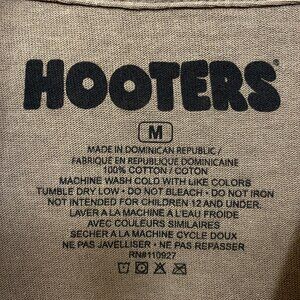 HOOTERS®
M
MADE IN DOMINICAN REPUBLIC /
FABRIQUÉ EN REPUBLIQUE DOMINICAINE
100% COTTON / COTON
MACHINE WASH COLD WITH LIKE COLORS
TUMBLE DRY LOW • DO NOT BLEACH • DO NOT IRON
NOT INTENDED FOR CHILDREN 12 AND UNDER.
LAVER A LA MACHINE A L'EAU FROIDE
AVEC COULEURS SIMILAIRES
SECHER A LA MACHINE CYCLE DOUX
NE PAS JAVELLISER • NE PAS REPASSER
RN#110927